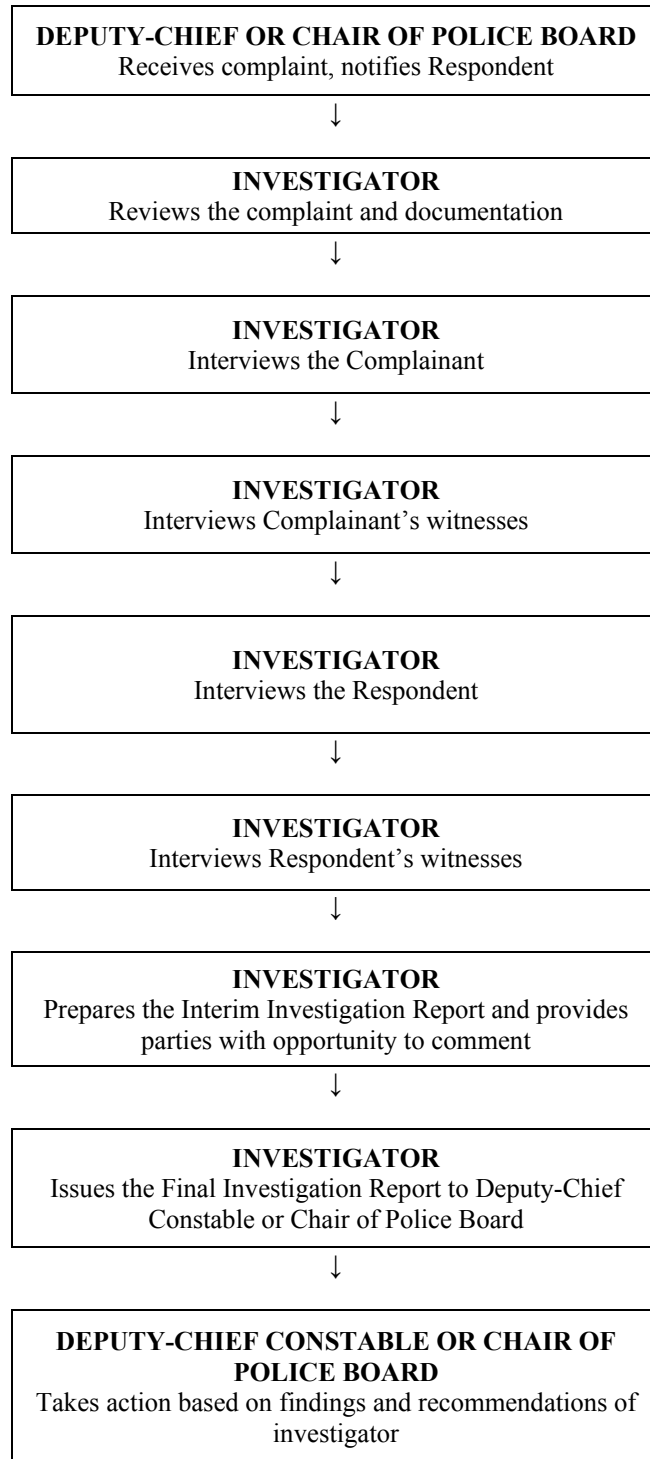 DEPUTY-CHIEF OR CHAIR OF POLICE BOARD
Receives complaint, notifies Respondent
↓
INVESTIGATOR
Reviews the complaint and documentation
↓
INVESTIGATOR
Interviews the Complainant
↓
INVESTIGATOR
Interviews Complainant’s witnesses
↓
INVESTIGATOR
Interviews the Respondent
↓
INVESTIGATOR
Interviews Respondent’s witnesses
↓
INVESTIGATOR
Prepares the Interim Investigation Report and provides
parties with opportunity to comment
↓
INVESTIGATOR
Issues the Final Investigation Report to Deputy-Chief
Constable or Chair of Police Board
↓
DEPUTY-CHIEF CONSTABLE OR CHAIR OF
POLICE BOARD
Takes action based on findings and recommendations of
investigator